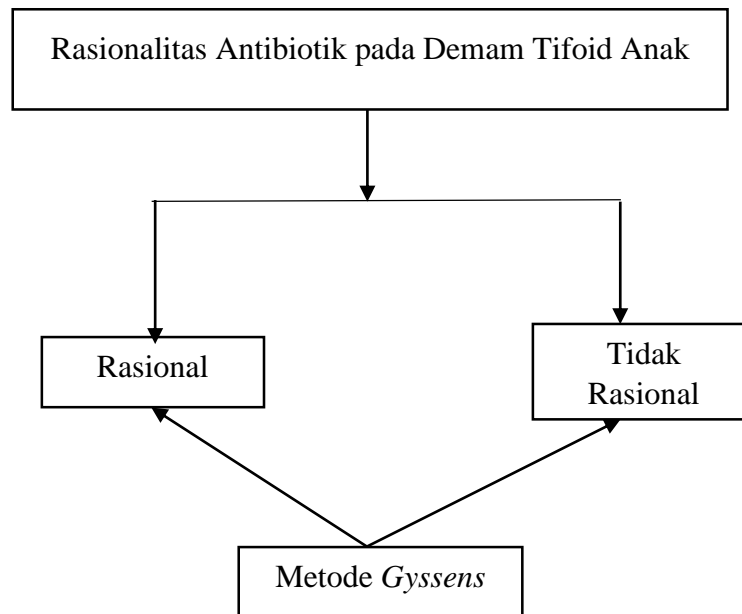 Rasionalitas Antibiotik pada Demam Tifoid Anak
Rasional
Tidak
Rasional
Metode Gyssens